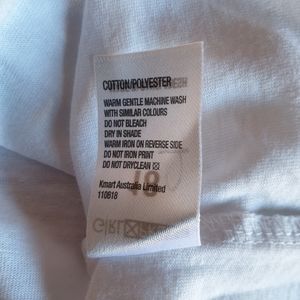 COTTON/POLYESTER
WARM GENTLE MACHINE WASH
WITH SIMILAR COLOURS
DO NOT BLEACH
DRY IN SHADE
WARM IRON ON REVERSE SIDE
DO NOT IRON PRINT
DO NOT DRYCLEAN
Kmart Australia Limited
110618